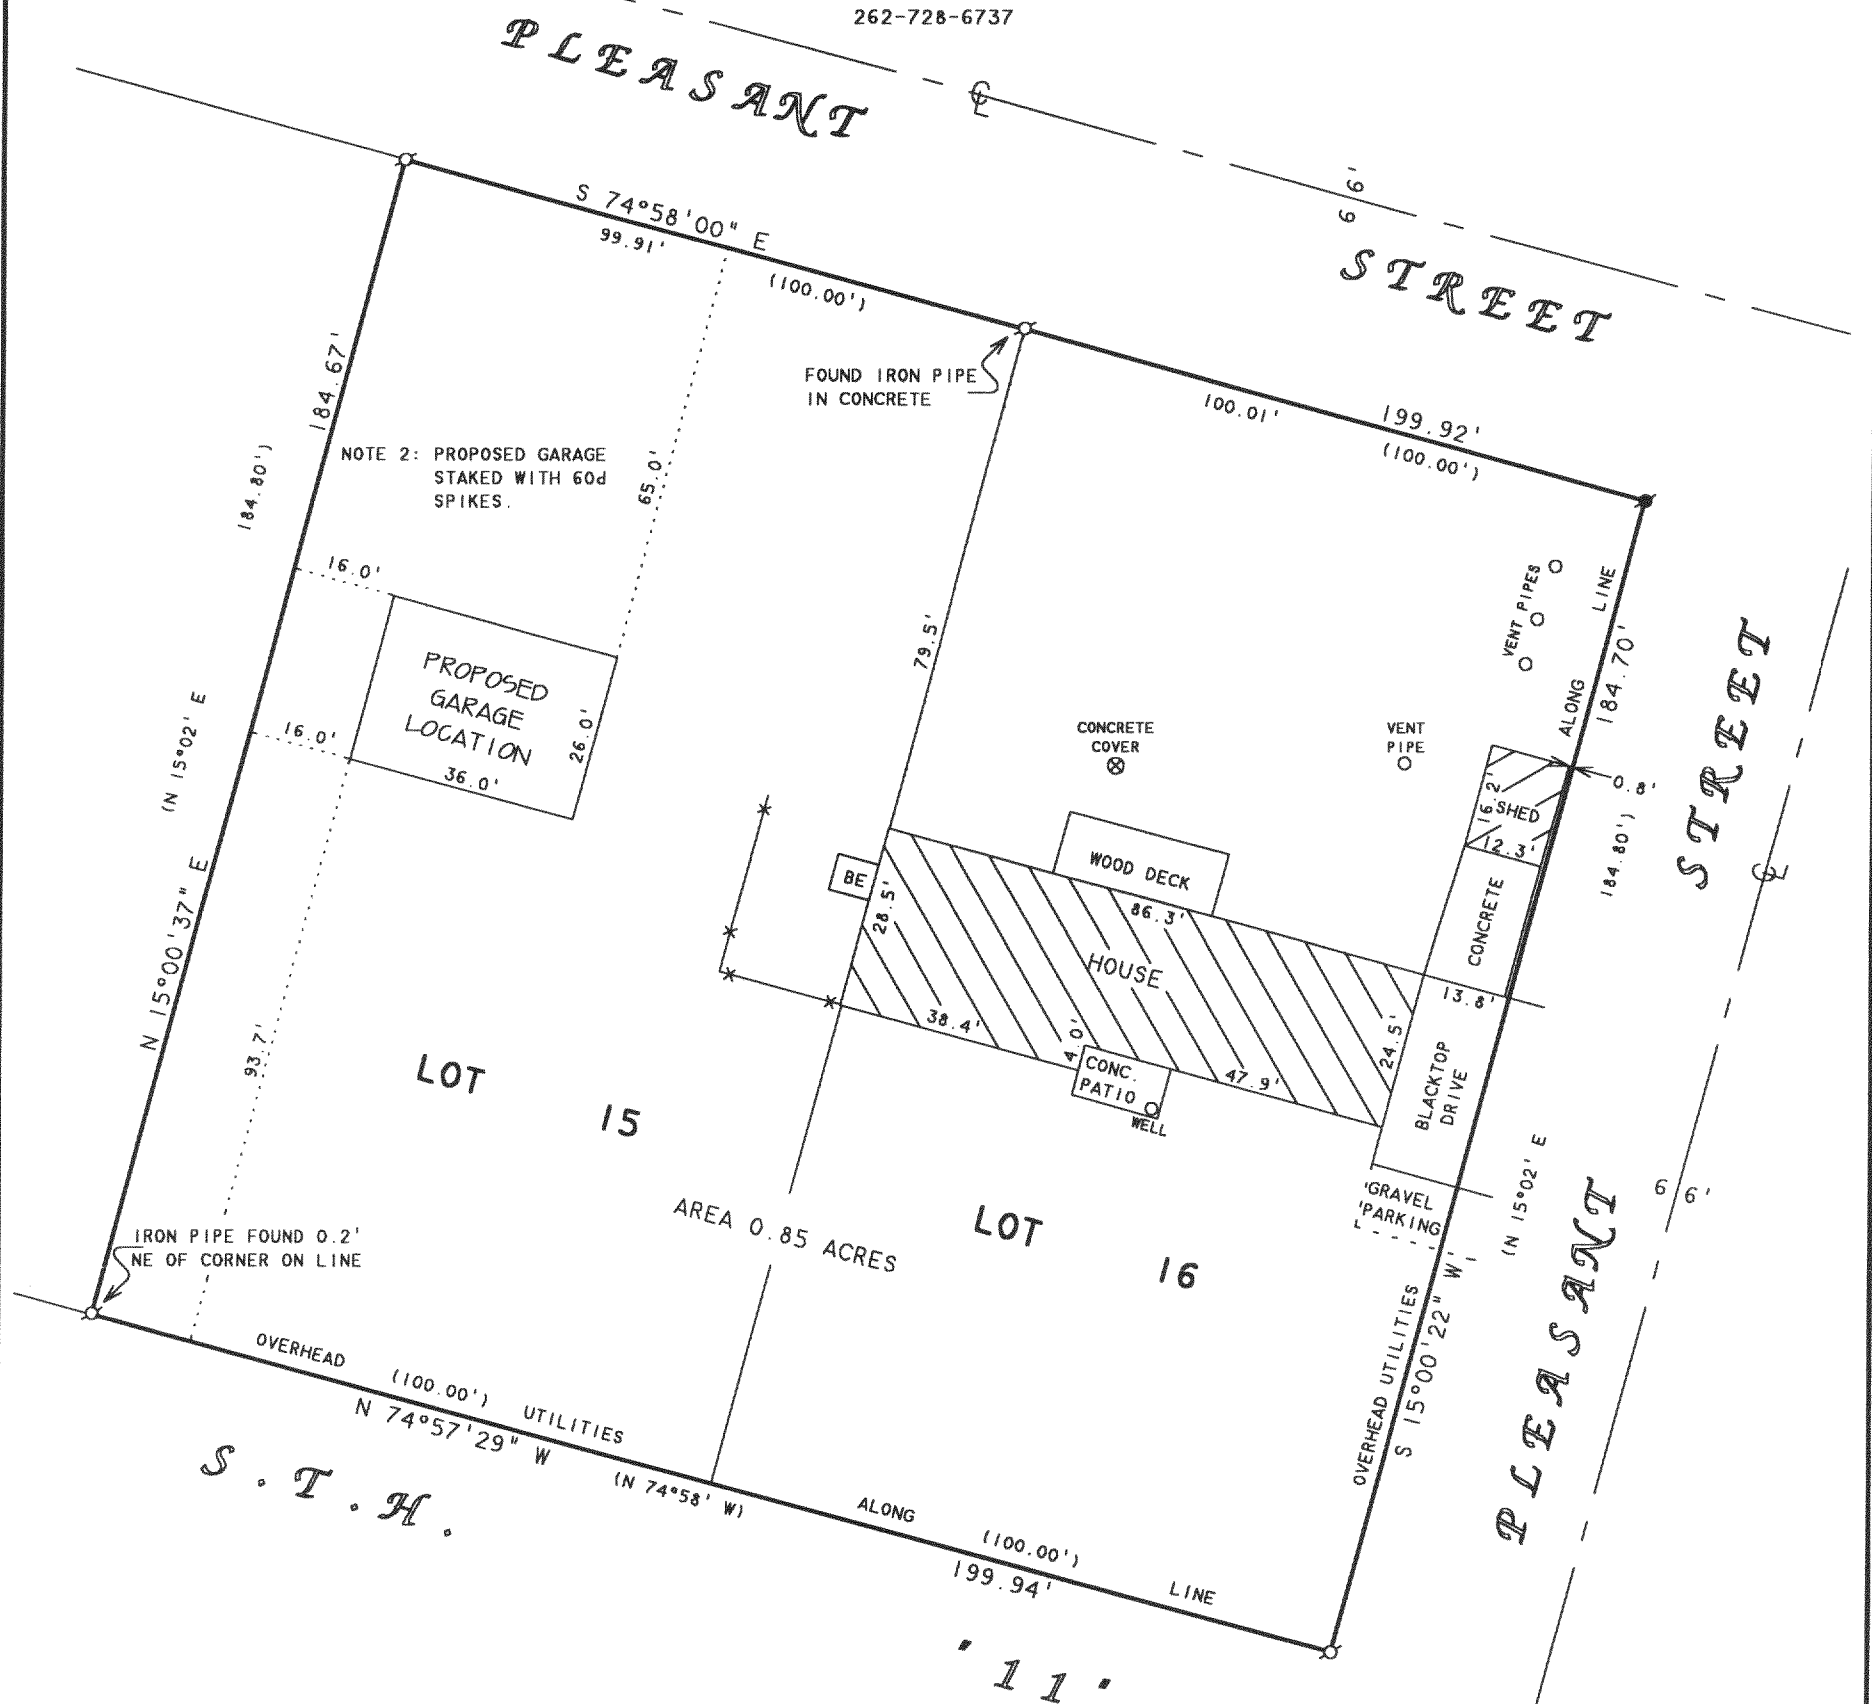 262-728-6737
PLEASANT
℄
66'
STREET
S 74°58'00" E
99.91'
(100.00')
FOUND IRON PIPE
IN CONCRETE
100.01'
199.92'
(100.00')
184.67'
(184.80')
NOTE 2: PROPOSED GARAGE
STAKED WITH 60d
SPIKES.
65.0'
16.0'
PROPOSED
GARAGE
LOCATION
26.0'
36.0'
16.0'
79.5'
VENT PIPES
ALONG LINE
184.70'
STREET
℄
CONCRETE
COVER
VENT
PIPE
16.2'
SHED
12.3'
0.8'
(184.80')
(N 15°02' E
N 15°00'37" E
BE
28.5'
WOOD DECK
86.3'
HOUSE
CONCRETE
13.8'
38.4'
4.0'
CONC.
PATIO
WELL
47.9'
24.5'
BLACKTOP
DRIVE
93.7'
LOT 15
AREA 0.85 ACRES
LOT 16
GRAVEL
PARKING
(N 15°02' E
66'
PLEASANT
IRON PIPE FOUND 0.2'
NE OF CORNER ON LINE
OVERHEAD UTILITIES
S 15°00'22" W
OVERHEAD UTILITIES ALONG LINE
(100.00')
N 74°57'29" W
(N 74°58' W)
(100.00')
199.94'
S.T.H. "11"